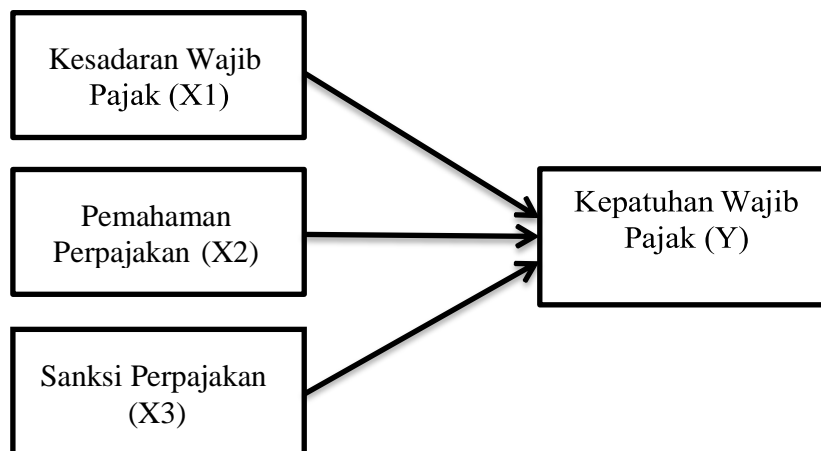 Kesadaran Wajib
Pajak (X1)
Pemahaman
Perpajakan (X2)
Sanksi Perpajakan
(X3)
Kepatuhan Wajib
Pajak (Y)